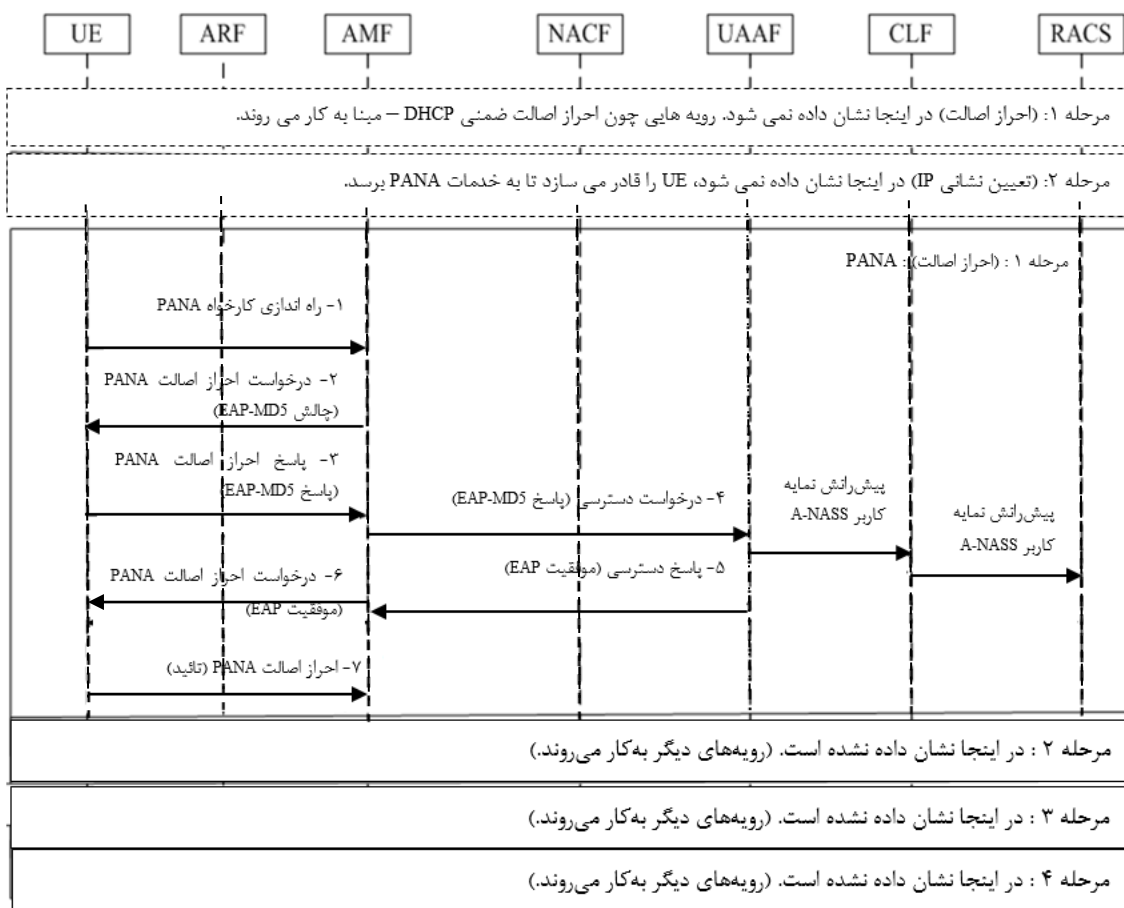 UE ARF AMF NACF UAAF CLF RACS
مرحله ۱: (احراز اصالت) در اینجا نشان داده نمی شود. رویه هایی چون احراز اصالت ضمنی DHCP – مبنا به کار می روند.
مرحله ۲: (تعیین نشانی IP) در اینجا نشان داده نمی شود، UE را قادر می سازد تا به خدمات PANA برسد.
مرحله ۱ : (احراز اصالت) : PANA
۱- راه اندازی کارخواه PANA
۲- درخواست احراز اصالت PANA
(چالش EAP-MD5)
۳- پاسخ احراز اصالت PANA
(پاسخ EAP-MD5)
۴- درخواست دسترسی (پاسخ EAP-MD5)
پیش‌رانش نمایه
کاربر A-NASS
پیش‌رانش نمایه
کاربر A-NASS
۵- پاسخ دسترسی (موفقیت EAP)
۶- درخواست احراز اصالت PANA
(موفقیت EAP)
۷- احراز اصالت PANA (تائید)
مرحله ۲ : در اینجا نشان داده نشده است. (رویه‌های دیگر به‌کار می‌روند.)
مرحله ۳ : در اینجا نشان داده نشده است. (رویه‌های دیگر به‌کار می‌روند.)
مرحله ۴ : در اینجا نشان داده نشده است. (رویه‌های دیگر به‌کار می‌روند.)